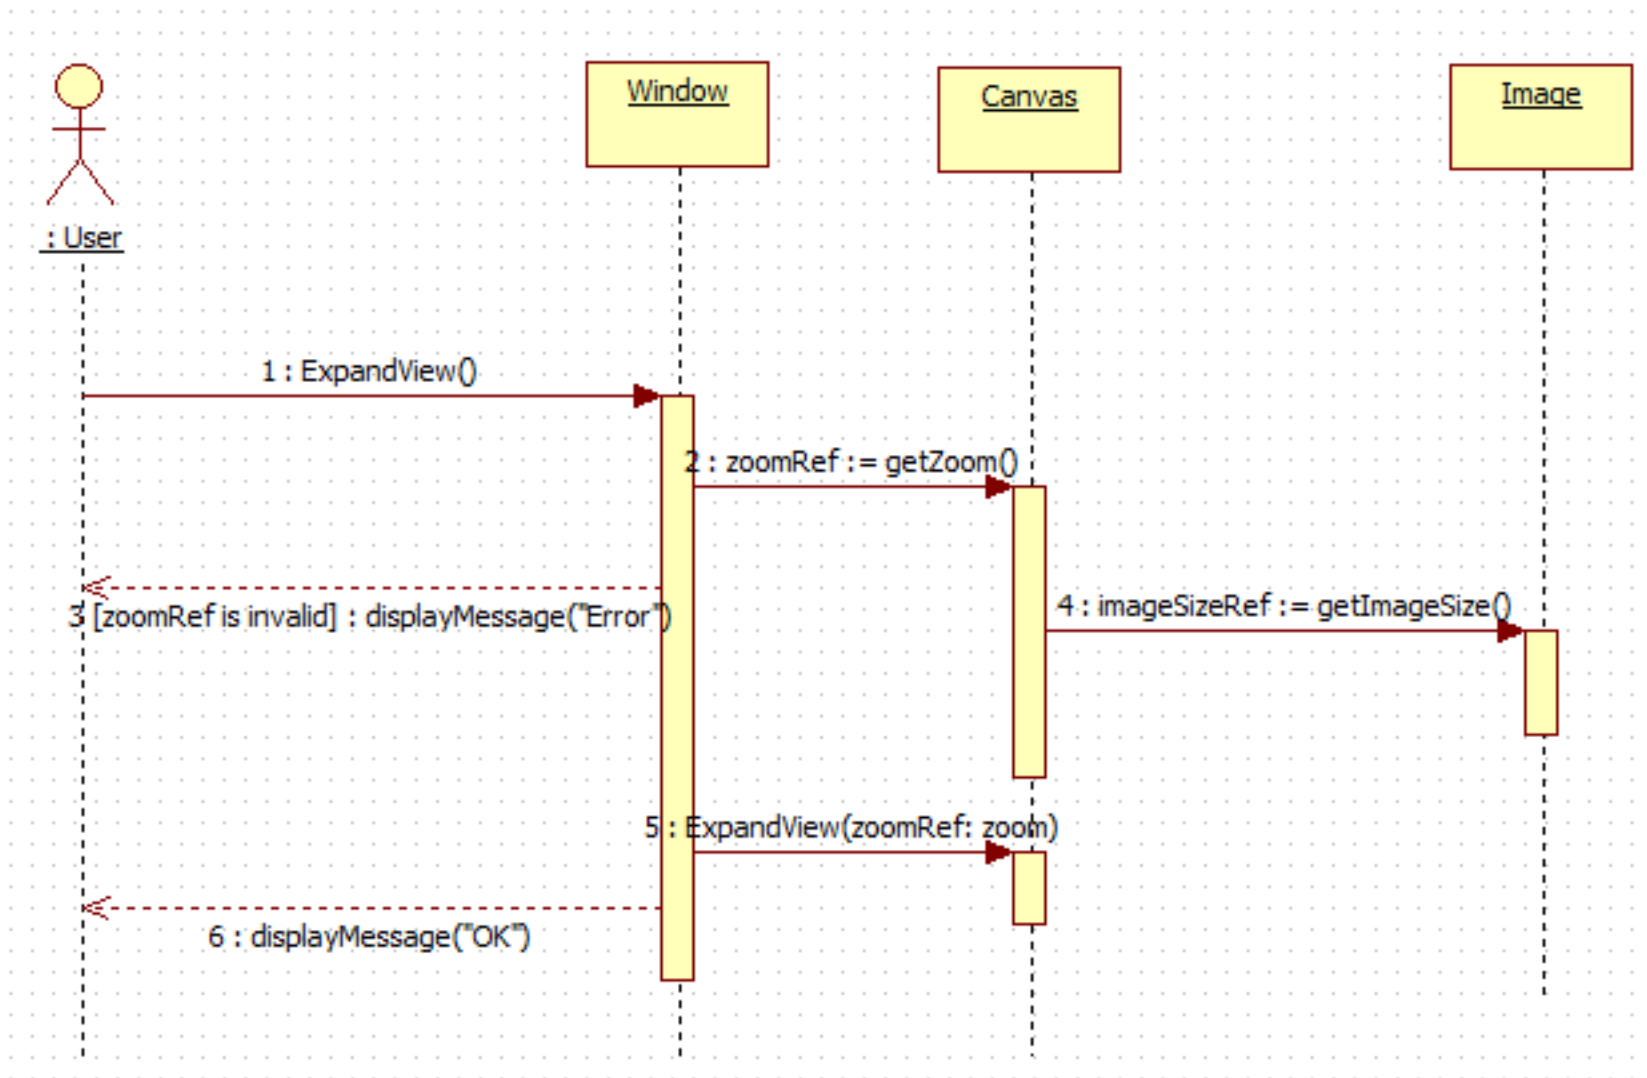 Window
Canvas
Image
: User
1 : ExpandView()
2 : zoomRef := getZoom()
3 [zoomRef is invalid] : displayMessage("Error")
4 : imageSizeRef := getImageSize()
5 : ExpandView(zoomRef: zoom)
6 : displayMessage("OK")